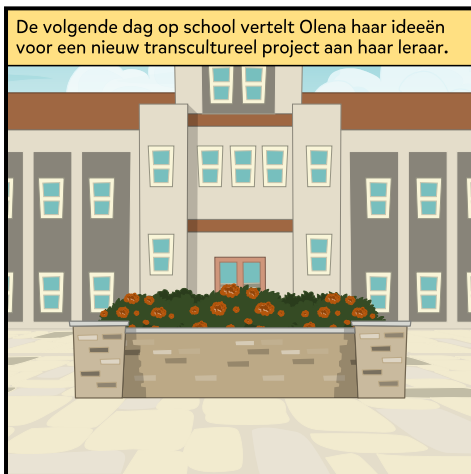 De volgende dag op school vertelt Olena haar ideeën
voor een nieuw transcultureel project aan haar leraar.